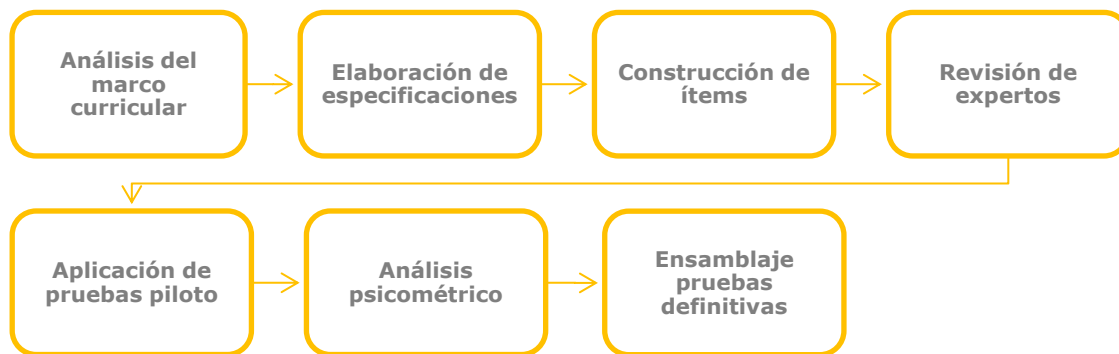 Análisis del
marco
curricular
Elaboración de
especificaciones
Construcción de
ítems
Revisión de
expertos
Aplicación de
pruebas piloto
Análisis
psicométrico
Ensamblaje
pruebas
definitivas